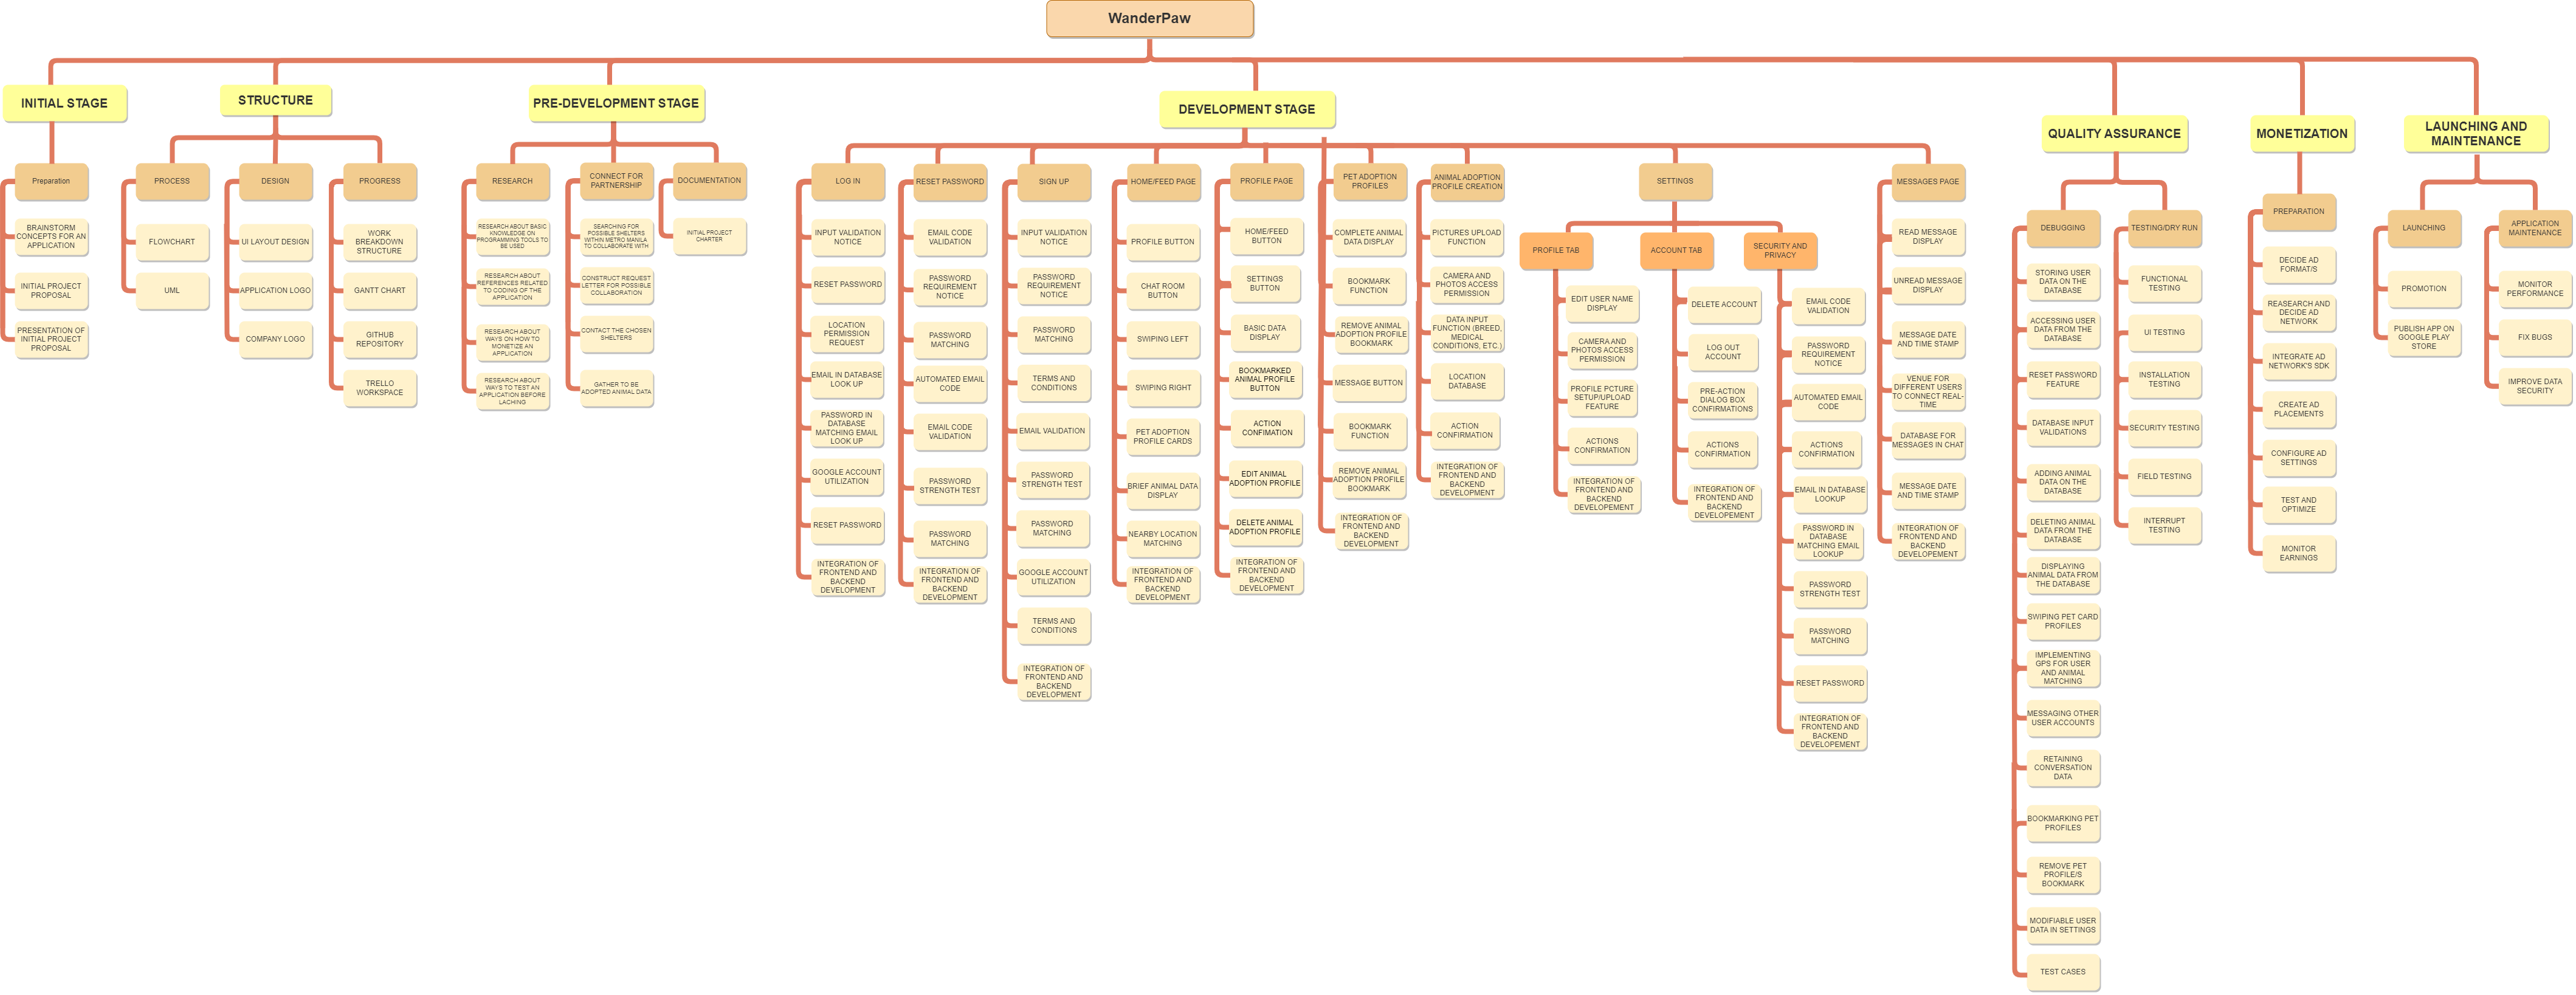 WanderPaw
INITIAL STAGE
Preparation
BRAINSTORM
CONCEPTS FOR AN
APPLICATION
INITIAL PROJECT
PROPOSAL
PRESENTATION OF
INITIAL PROJECT
PROPOSAL
STRUCTURE
PROCESS
FLOWCHART
UML
DESIGN
UI LAYOUT DESIGN
APPLICATION LOGO
COMPANY LOGO
PROGRESS
WORK
BREAKDOWN
STRUCTURE
GANTT CHART
GITHUB
REPOSITORY
TRELLO
WORKSPACE
PRE-DEVELOPMENT STAGE
RESEARCH
RESEARCH ABOUT BASIC
KNOWLEDGE ON
PROGRAMMING TOOLS TO
BE USED
RESEARCH ABOUT
REFERENCES RELATED
TO CODING OF THE
APPLICATION
RESEARCH ABOUT
WAYS ON HOW TO
MONETIZE AN
APPLICATION
RESEARCH ABOUT
WAYS TO TEST AN
APPLICATION BEFORE
LACHING
CONNECT FOR
PARTNERSHIP
SEARCHING FOR
POSSIBLE SHELTERS
WITHIN METRO MANILA
TO COLLABORATE WITH
CONSTRUCT REQUEST
LETTER FOR POSSIBLE
COLLABORATION
CONTACT THE CHOSEN
SHELTERS
GATHER TO BE
ADOPTED ANIMAL DATA
DOCUMENTATION
INITIAL PROJECT
CHARTER
DEVELOPMENT STAGE
LOG IN
INPUT VALIDATION
NOTICE
RESET PASSWORD
LOCATION
PERMISSION
REQUEST
EMAIL IN DATABASE
LOOK UP
PASSWORD IN
DATABASE
MATCHING EMAIL
LOOK UP
GOOGLE ACCOUNT
UTILIZATION
RESET PASSWORD
INTEGRATION OF
FRONTEND AND
BACKEND
DEVELOPMENT
RESET PASSWORD
EMAIL CODE
VALIDATION
PASSWORD
REQUIREMENT
NOTICE
PASSWORD
MATCHING
AUTOMATED EMAIL
CODE
EMAIL CODE
VALIDATION
PASSWORD
STRENGTH TEST
PASSWORD
MATCHING
INTEGRATION OF
FRONTEND AND
BACKEND
DEVELOPMENT
SIGN UP
INPUT VALIDATION
NOTICE
PASSWORD
REQUIREMENT
NOTICE
PASSWORD
MATCHING
TERMS AND
CONDITIONS
EMAIL VALIDATION
PASSWORD
STRENGTH TEST
PASSWORD
MATCHING
GOOGLE ACCOUNT
UTILIZATION
TERMS AND
CONDITIONS
INTEGRATION OF
FRONTEND AND
BACKEND
DEVELOPMENT
HOME/FEED PAGE
PROFILE BUTTON
CHAT ROOM
BUTTON
SWIPING LEFT
SWIPING RIGHT
PET ADOPTION
PROFILE CARDS
BRIEF ANIMAL DATA
DISPLAY
NEARBY LOCATION
MATCHING
INTEGRATION OF
FRONTEND AND
BACKEND
DEVELOPMENT
PROFILE PAGE
HOME/FEED
BUTTON
SETTINGS
BUTTON
BASIC DATA
DISPLAY
BOOKMARKED
ANIMAL PROFILE
BUTTON
ACTION
CONFIMATION
EDIT ANIMAL
ADOPTION PROFILE
DELETE ANIMAL
ADOPTION PROFILE
INTEGRATION OF
FRONTEND AND
BACKEND
DEVELOPMENT
PET ADOPTION
PROFILES
COMPLETE ANIMAL
DATA DISPLAY
BOOKMARK
FUNCTION
REMOVE ANIMAL
ADOPTION PROFILE
BOOKMARK
MESSAGE BUTTON
BOOKMARK
FUNCTION
REMOVE ANIMAL
ADOPTION PROFILE
BOOKMARK
INTEGRATION OF
FRONTEND AND
BACKEND
DEVELOPMENT
ANIMAL ADOPTION
PROFILE CREATION
PICTURES UPLOAD
FUNCTION
CAMERA AND
PHOTOS ACCESS
PERMISSION
DATA INPUT
FUNCTION (BREED,
MEDICAL
CONDITIONS, ETC.)
LOCATION
DATABASE
ACTION
CONFIRMATION
INTEGRATION OF
FRONTEND AND
BACKEND
DEVELOPMENT
SETTINGS
PROFILE TAB
EDIT USER NAME
DISPLAY
CAMERA AND
PHOTOS ACCESS
PERMISSION
PROFILE PCTURE
SETUP/UPLOAD
FEATURE
ACTIONS
CONFIRMATION
INTEGRATION OF
FRONTEND AND
BACKEND
DEVELOPEMENT
ACCOUNT TAB
DELETE ACCOUNT
LOG OUT
ACCOUNT
PRE-ACTION
DIALOG BOX
CONFIRMATIONS
ACTIONS
CONFIRMATION
INTEGRATION OF
FRONTEND AND
BACKEND
DEVELOPEMENT
SECURITY AND
PRIVACY
EMAIL CODE
VALIDATION
PASSWORD
REQUIREMENT
NOTICE
AUTOMATED EMAIL
CODE
ACTIONS
CONFIRMATION
EMAIL IN DATABASE
LOOKUP
PASSWORD IN
DATABASE
MATCHING EMAIL
LOOKUP
PASSWORD
STRENGTH TEST
PASSWORD
MATCHING
RESET PASSWORD
INTEGRATION OF
FRONTEND AND
BACKEND
DEVELOPEMENT
MESSAGES PAGE
READ MESSAGE
DISPLAY
UNREAD MESSAGE
DISPLAY
MESSAGE DATE
AND TIME STAMP
VENUE FOR
DIFFERENT USERS
TO CONNECT REAL-
TIME
DATABASE FOR
MESSAGES IN CHAT
MESSAGE DATE
AND TIME STAMP
INTEGRATION OF
FRONTEND AND
BACKEND
DEVELOPEMENT
QUALITY ASSURANCE
DEBUGGING
STORING USER
DATA ON THE
DATABASE
ACCESSING USER
DATA FROM THE
DATABASE
RESET PASSWORD
FEATURE
DATABASE INPUT
VALIDATIONS
ADDING ANIMAL
DATA ON THE
DATABASE
DELETING ANIMAL
DATA FROM THE
DATABASE
DISPLAYING
ANIMAL DATA FROM
THE DATABASE
SWIPING PET CARD
PROFILES
IMPLEMENTING
GPS FOR USER
AND ANIMAL
MATCHING
MESSAGING OTHER
USER ACCOUNTS
RETAINING
CONVERSATION
DATA
BOOKMARKING PET
PROFILES
REMOVE PET
PROFILE/S
BOOKMARK
MODIFIABLE USER
DATA IN SETTINGS
TEST CASES
TESTING/DRY RUN
FUNCTIONAL
TESTING
UI TESTING
INSTALLATION
TESTING
SECURITY TESTING
FIELD TESTING
INTERRUPT
TESTING
MONETIZATION
PREPARATION
DECIDE AD
FORMAT/S
REASEARCH AND
DECIDE AD
NETWORK
INTEGRATE AD
NETWORK'S SDK
CREATE AD
PLACEMENTS
CONFIGURE AD
SETTINGS
TEST AND
OPTIMIZE
MONITOR
EARNINGS
LAUNCHING AND
MAINTENANCE
LAUNCHING
PROMOTION
PUBLISH APP ON
GOOGLE PLAY
STORE
APPLICATION
MAINTENANCE
MONITOR
PERFORMANCE
FIX BUGS
IMPROVE DATA
SECURITY